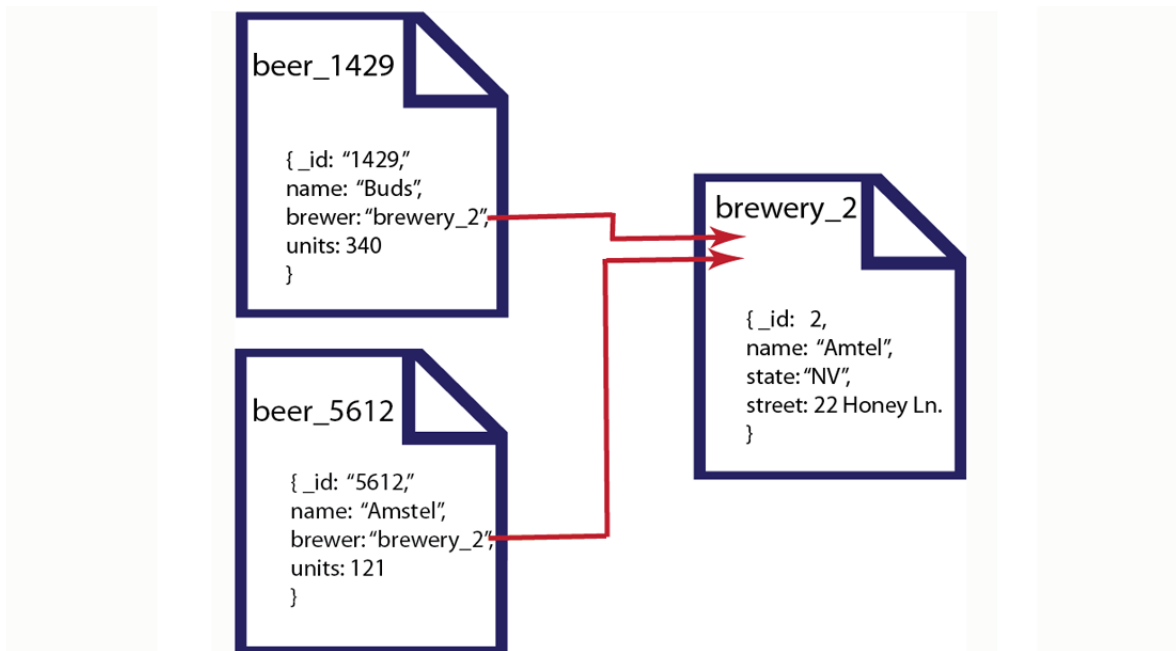 beer_1429
{ _id: “1429,”
name: “Buds”,
brewer: “brewery_2”,
units: 340
}
beer_5612
{ _id: “5612,”
name: “Amstel”,
brewer: “brewery_2”,
units: 121
}
brewery_2
{ _id: 2,
name: “Amtel”,
state: “NV”,
street: 22 Honey Ln.
}